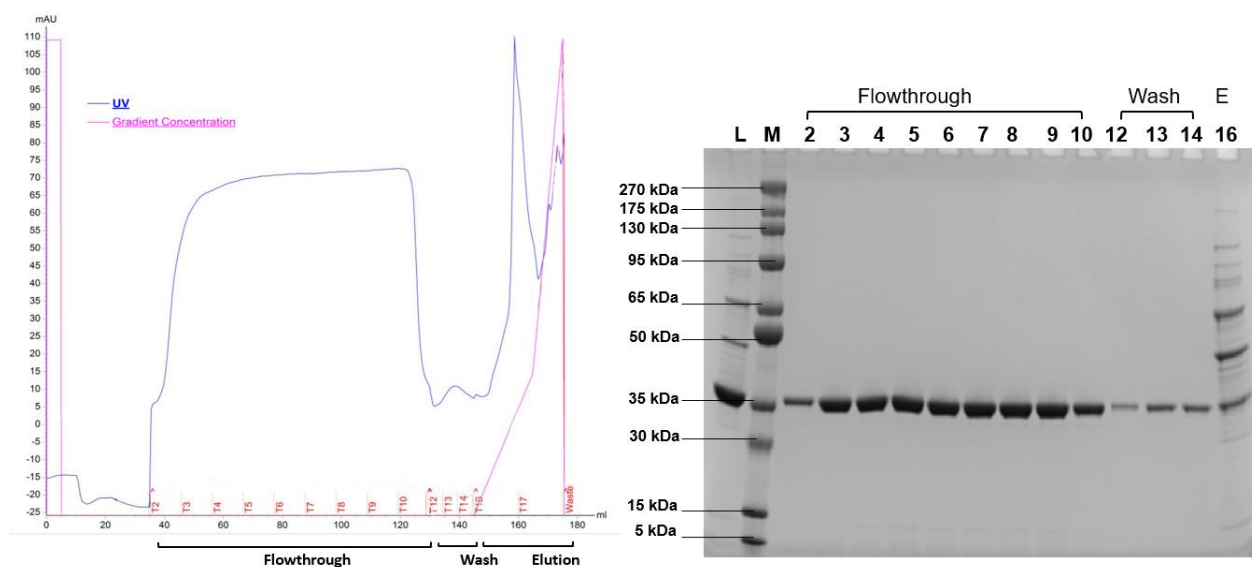 mAU
110
105
100
95
90
85
80
75
70
65
60
55
50
45
40
35
30
25
20
15
10
5
0
-5
-10
-15
-20
-25
UV
Gradient Concentration
T2 T3 T4 T5 T6 T7 T8 T9 T10 T12 T13 T14 T16 T17 Waste
0 20 40 60 80 100 120 140 160 180 ml
Flowthrough Wash Elution
Flowthrough Wash E
L M 2 3 4 5 6 7 8 9 10 12 13 14 16
270 kDa
175 kDa
130 kDa
95 kDa
65 kDa
50 kDa
35 kDa
30 kDa
15 kDa
5 kDa